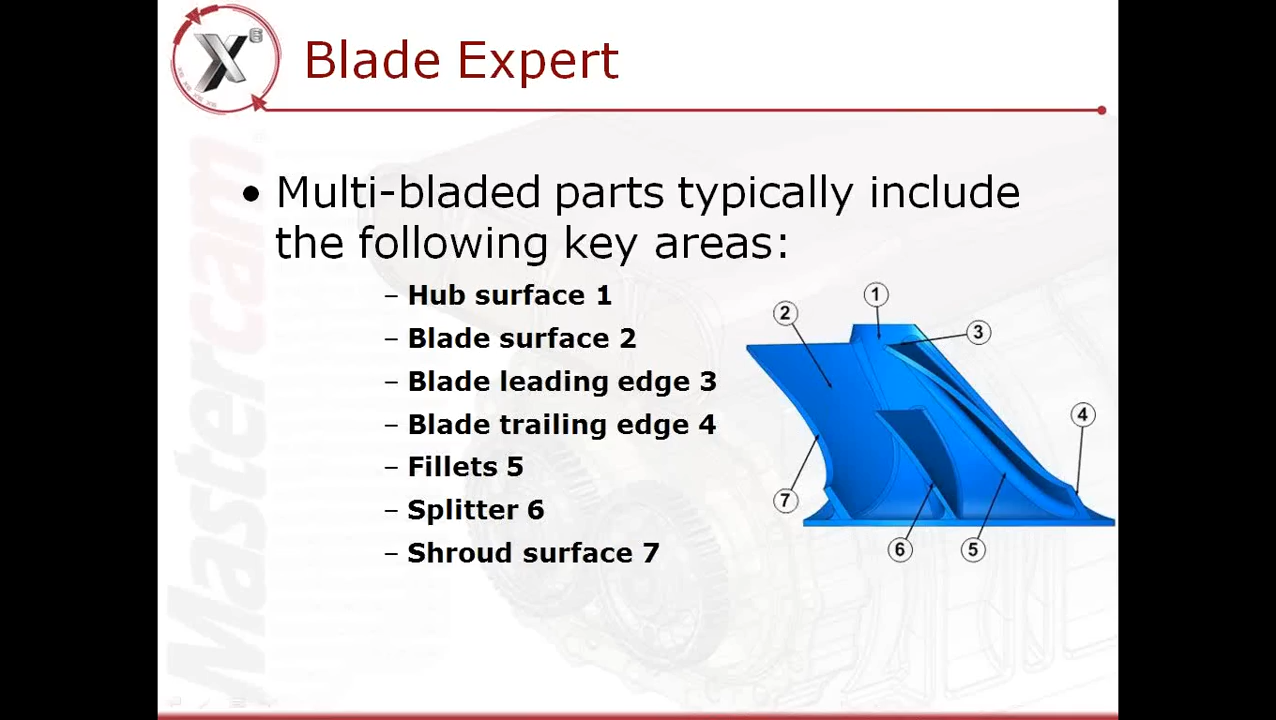 X6
Blade Expert
• Multi-bladed parts typically include
the following key areas:
– Hub surface 1
– Blade surface 2
– Blade leading edge 3
– Blade trailing edge 4
– Fillets 5
– Splitter 6
– Shroud surface 7
1
2
3
4
7
6
5
Mastercam